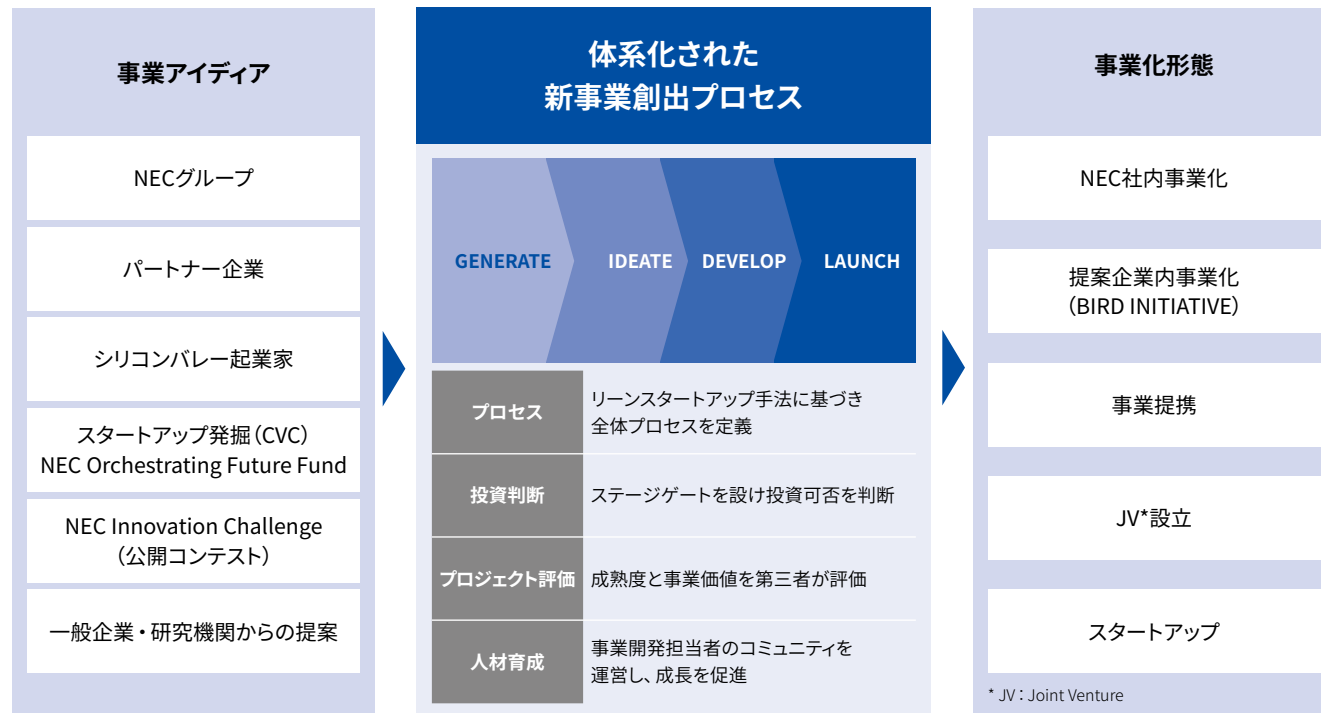 事業アイディア
NECグループ
パートナー企業
シリコンバレー起業家
スタートアップ発掘（CVC）
NEC Orchestrating Future Fund
NEC Innovation Challenge
（公開コンテスト）
一般企業・研究機関からの提案
体系化された
新事業創出プロセス
GENERATE
IDEATE
DEVELOP
LAUNCH
プロセス
リーンスタートアップ手法に基づき
全体プロセスを定義
投資判断
ステージゲートを設け投資可否を判断
プロジェクト評価
成熟度と事業価値を第三者が評価
人材育成
事業開発担当者のコミュニティを
運営し、成長を促進
事業化形態
NEC社内事業化
提案企業内事業化
（BIRD INITIATIVE）
事業提携
JV*設立
スタートアップ
* JV：Joint Venture